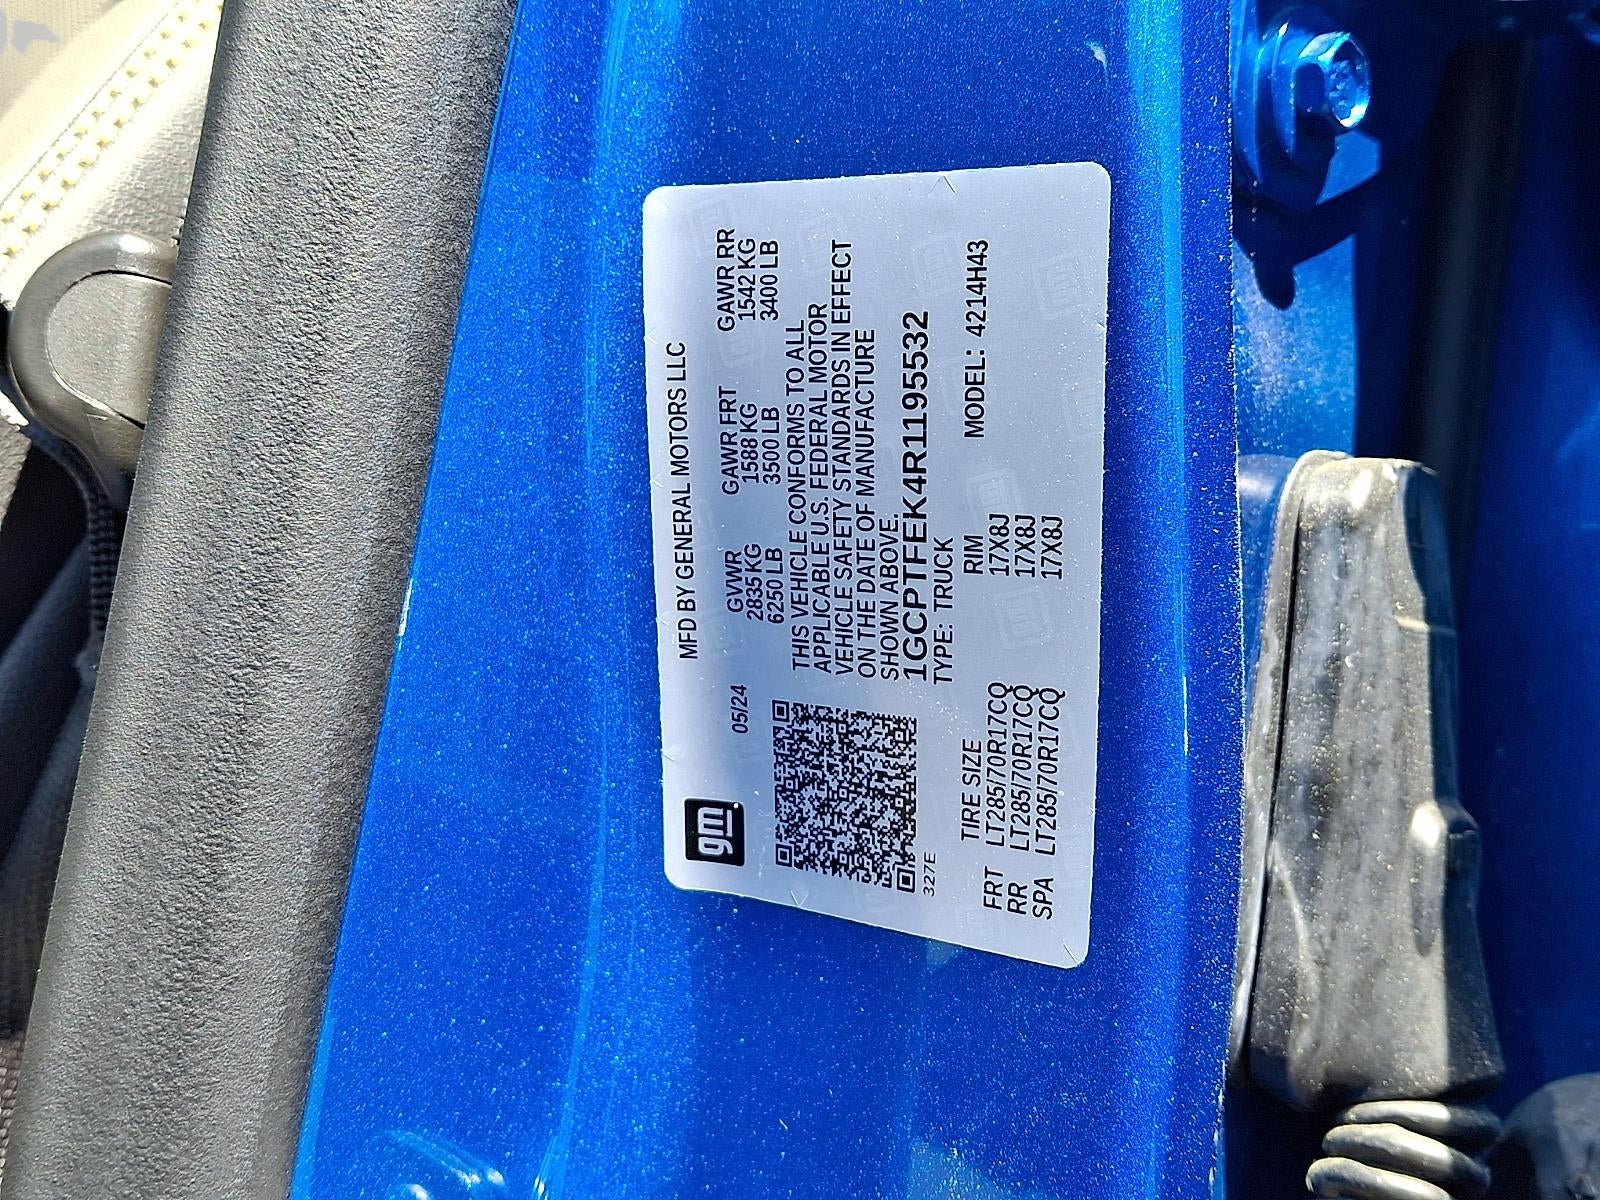 gm
MFD BY GENERAL MOTORS LLC
05/24
GVWR GAWR FRT GAWR RR
2835 KG 1588 KG 1542 KG
6250 LB 3500 LB 3400 LB
THIS VEHICLE CONFORMS TO ALL
APPLICABLE U.S. FEDERAL MOTOR
VEHICLE SAFETY STANDARDS IN EFFECT
ON THE DATE OF MANUFACTURE
SHOWN ABOVE.
1GCPTFEK4R1195532
327E
TYPE: TRUCK MODEL: 4214H43
TIRE SIZE RIM
FRT LT285/70R17CQ 17X8J
RR LT285/70R17CQ 17X8J
SPA LT285/70R17CQ 17X8J